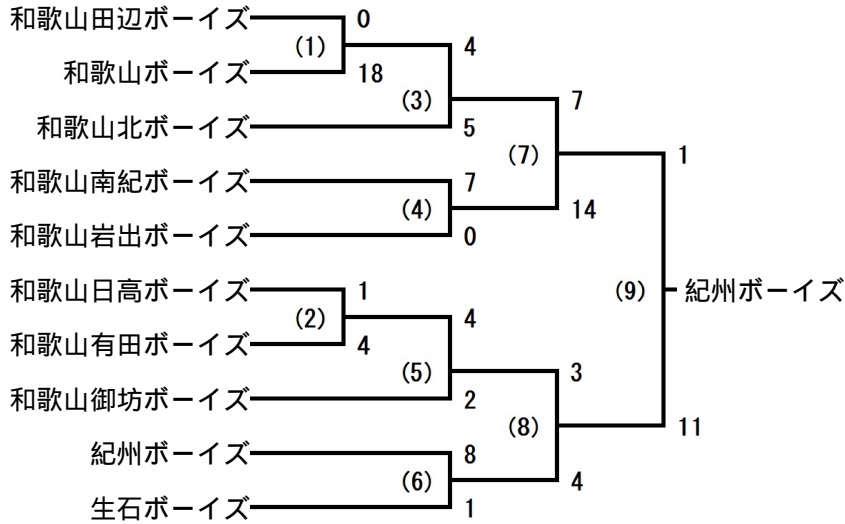 和歌山田辺ボーイズ 0
(1) 4
和歌山ボーイズ 18
(3) 7
和歌山北ボーイズ 5
(7) 1
和歌山南紀ボーイズ 7
(4) 14
和歌山岩出ボーイズ 0
和歌山日高ボーイズ 1
(9) 紀州ボーイズ
(2) 4
和歌山有田ボーイズ 4
(5) 3
和歌山御坊ボーイズ 2
(8) 11
紀州ボーイズ 8
(6) 4
生石ボーイズ 1